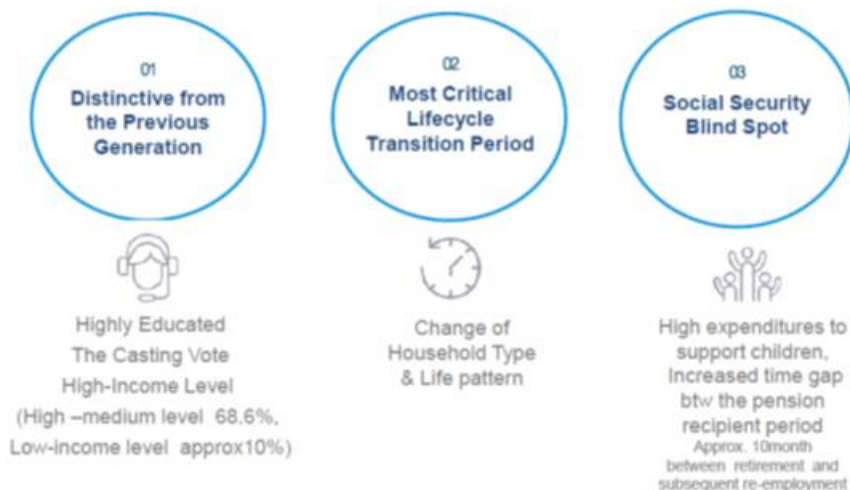 01
Distinctive from
the Previous
Generation
Highly Educated
The Casting Vote
High-Income Level
(High –medium level 68.6%,
Low-income level approx10%)
02
Most Critical
Lifecycle
Transition Period
Change of
Household Type
& Life pattern
03
Social Security
Blind Spot
High expenditures to
support children,
Increased time gap
btw the pension
recipient period
Approx. 10month
between retirement and
subsequent re-employment